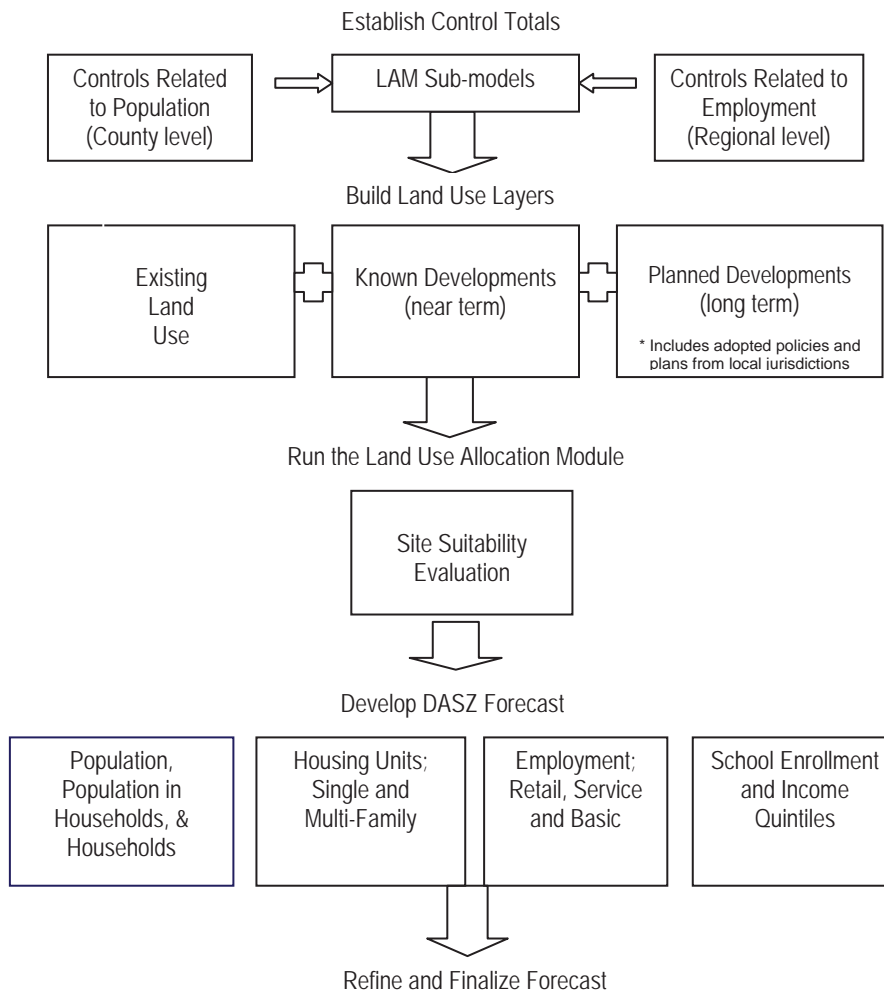 Establish Control Totals
Controls Related
to Population
(County level)
LAM Sub-models
Controls Related to
Employment
(Regional level)
Build Land Use Layers
Existing
Land
Use
Known Developments
(near term)
Planned Developments
(long term)
* Includes adopted policies and
plans from local jurisdictions
Run the Land Use Allocation Module
Site Suitability
Evaluation
Develop DASZ Forecast
Population,
Population in
Households, &
Households
Housing Units;
Single and
Multi-Family
Employment;
Retail, Service
and Basic
School Enrollment
and Income
Quintiles
Refine and Finalize Forecast